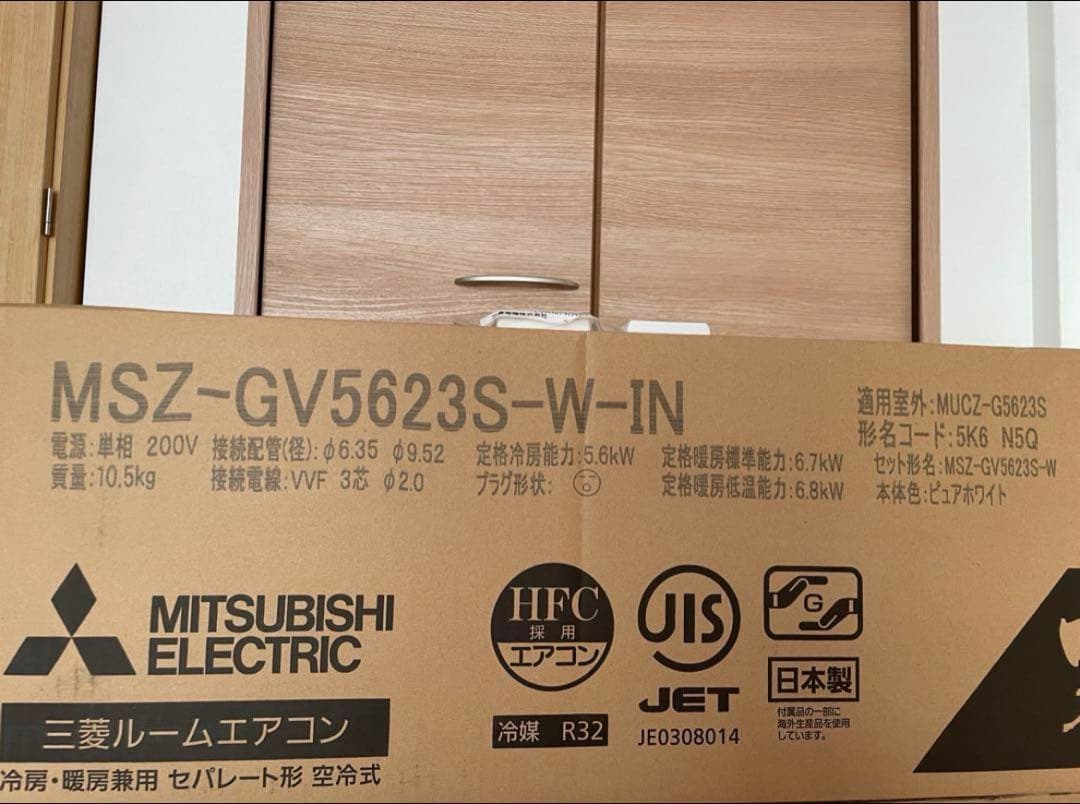 MSZ-GV5623S-W-IN
電源:単相 200V 接続配管(径):φ6.35 φ9.52 定格冷房能力:5.6kW 定格暖房標準能力:6.7kW
質量:10.5kg 接続電線:VVF 3芯 φ2.0 プラグ形状: 定格暖房低温能力:6.8kW
適用室外:MUCZ-G5623S
形名コード:5K6 N5Q
セット形名:MSZ-GV5623S-W
本体色:ピュアホワイト
MITSUBISHI
ELECTRIC
三菱ルームエアコン
冷房・暖房兼用 セパレート形 空冷式
HFC
採用
エアコン
冷媒 R32
JIS
JET
JE0308014
G
日本製
付属品の一部に
海外生産品を使用
しています。